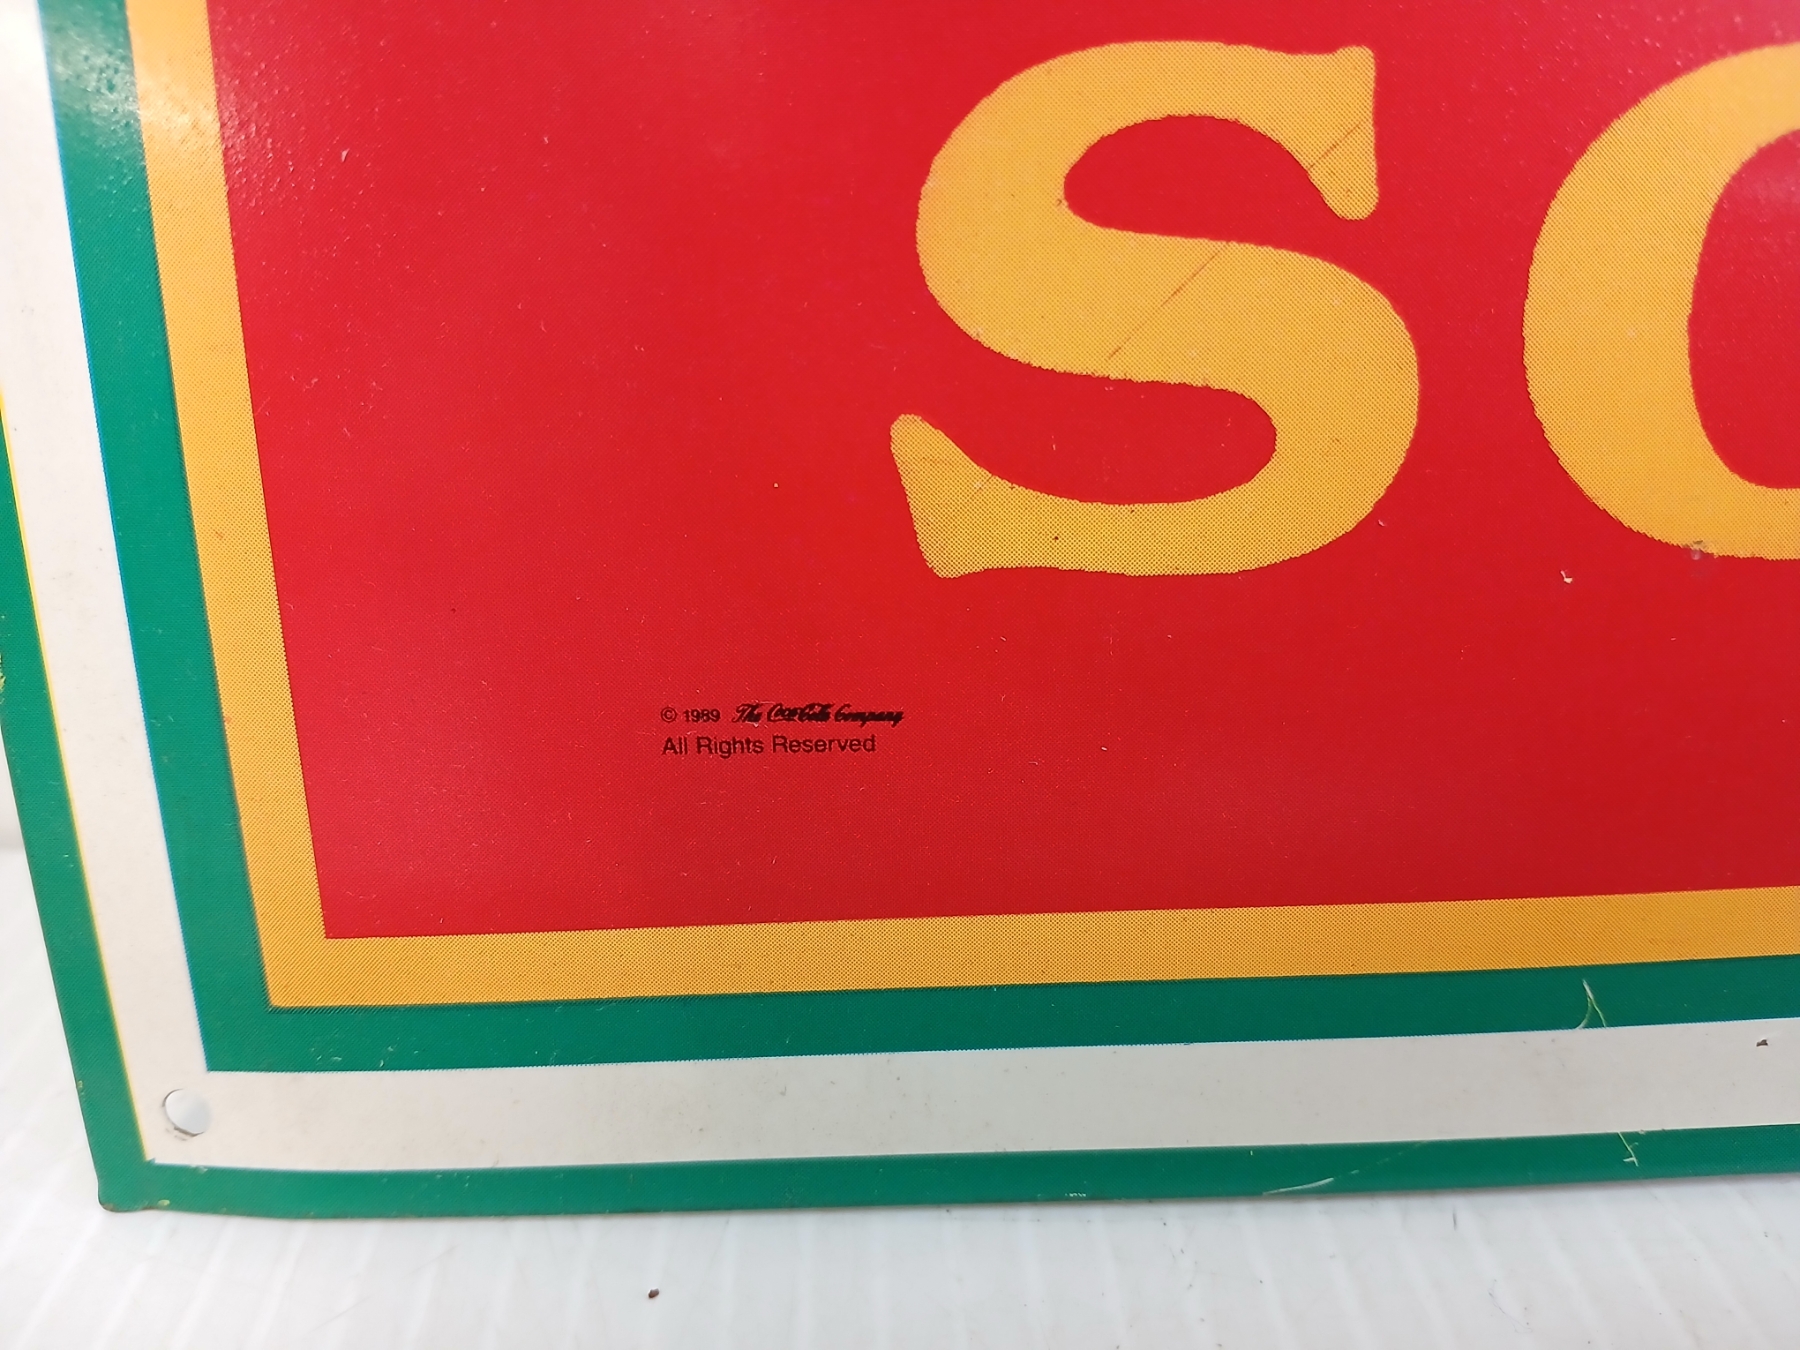 SO
© 1989 The Coca-Cola Company
All Rights Reserved